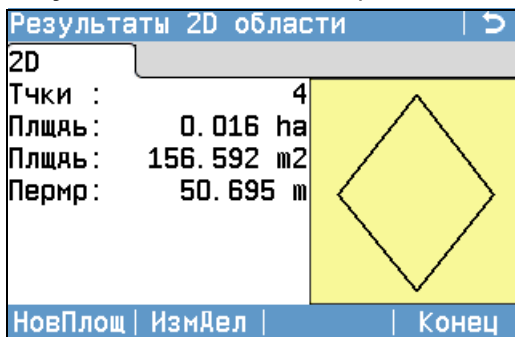 Результаты 2D области
2D
Тчки : 4
Плщдь: 0.016 ha
Плщдь: 156.592 m2
Пермр: 50.695 m
НовПлощ | ИзмДел | | Конец